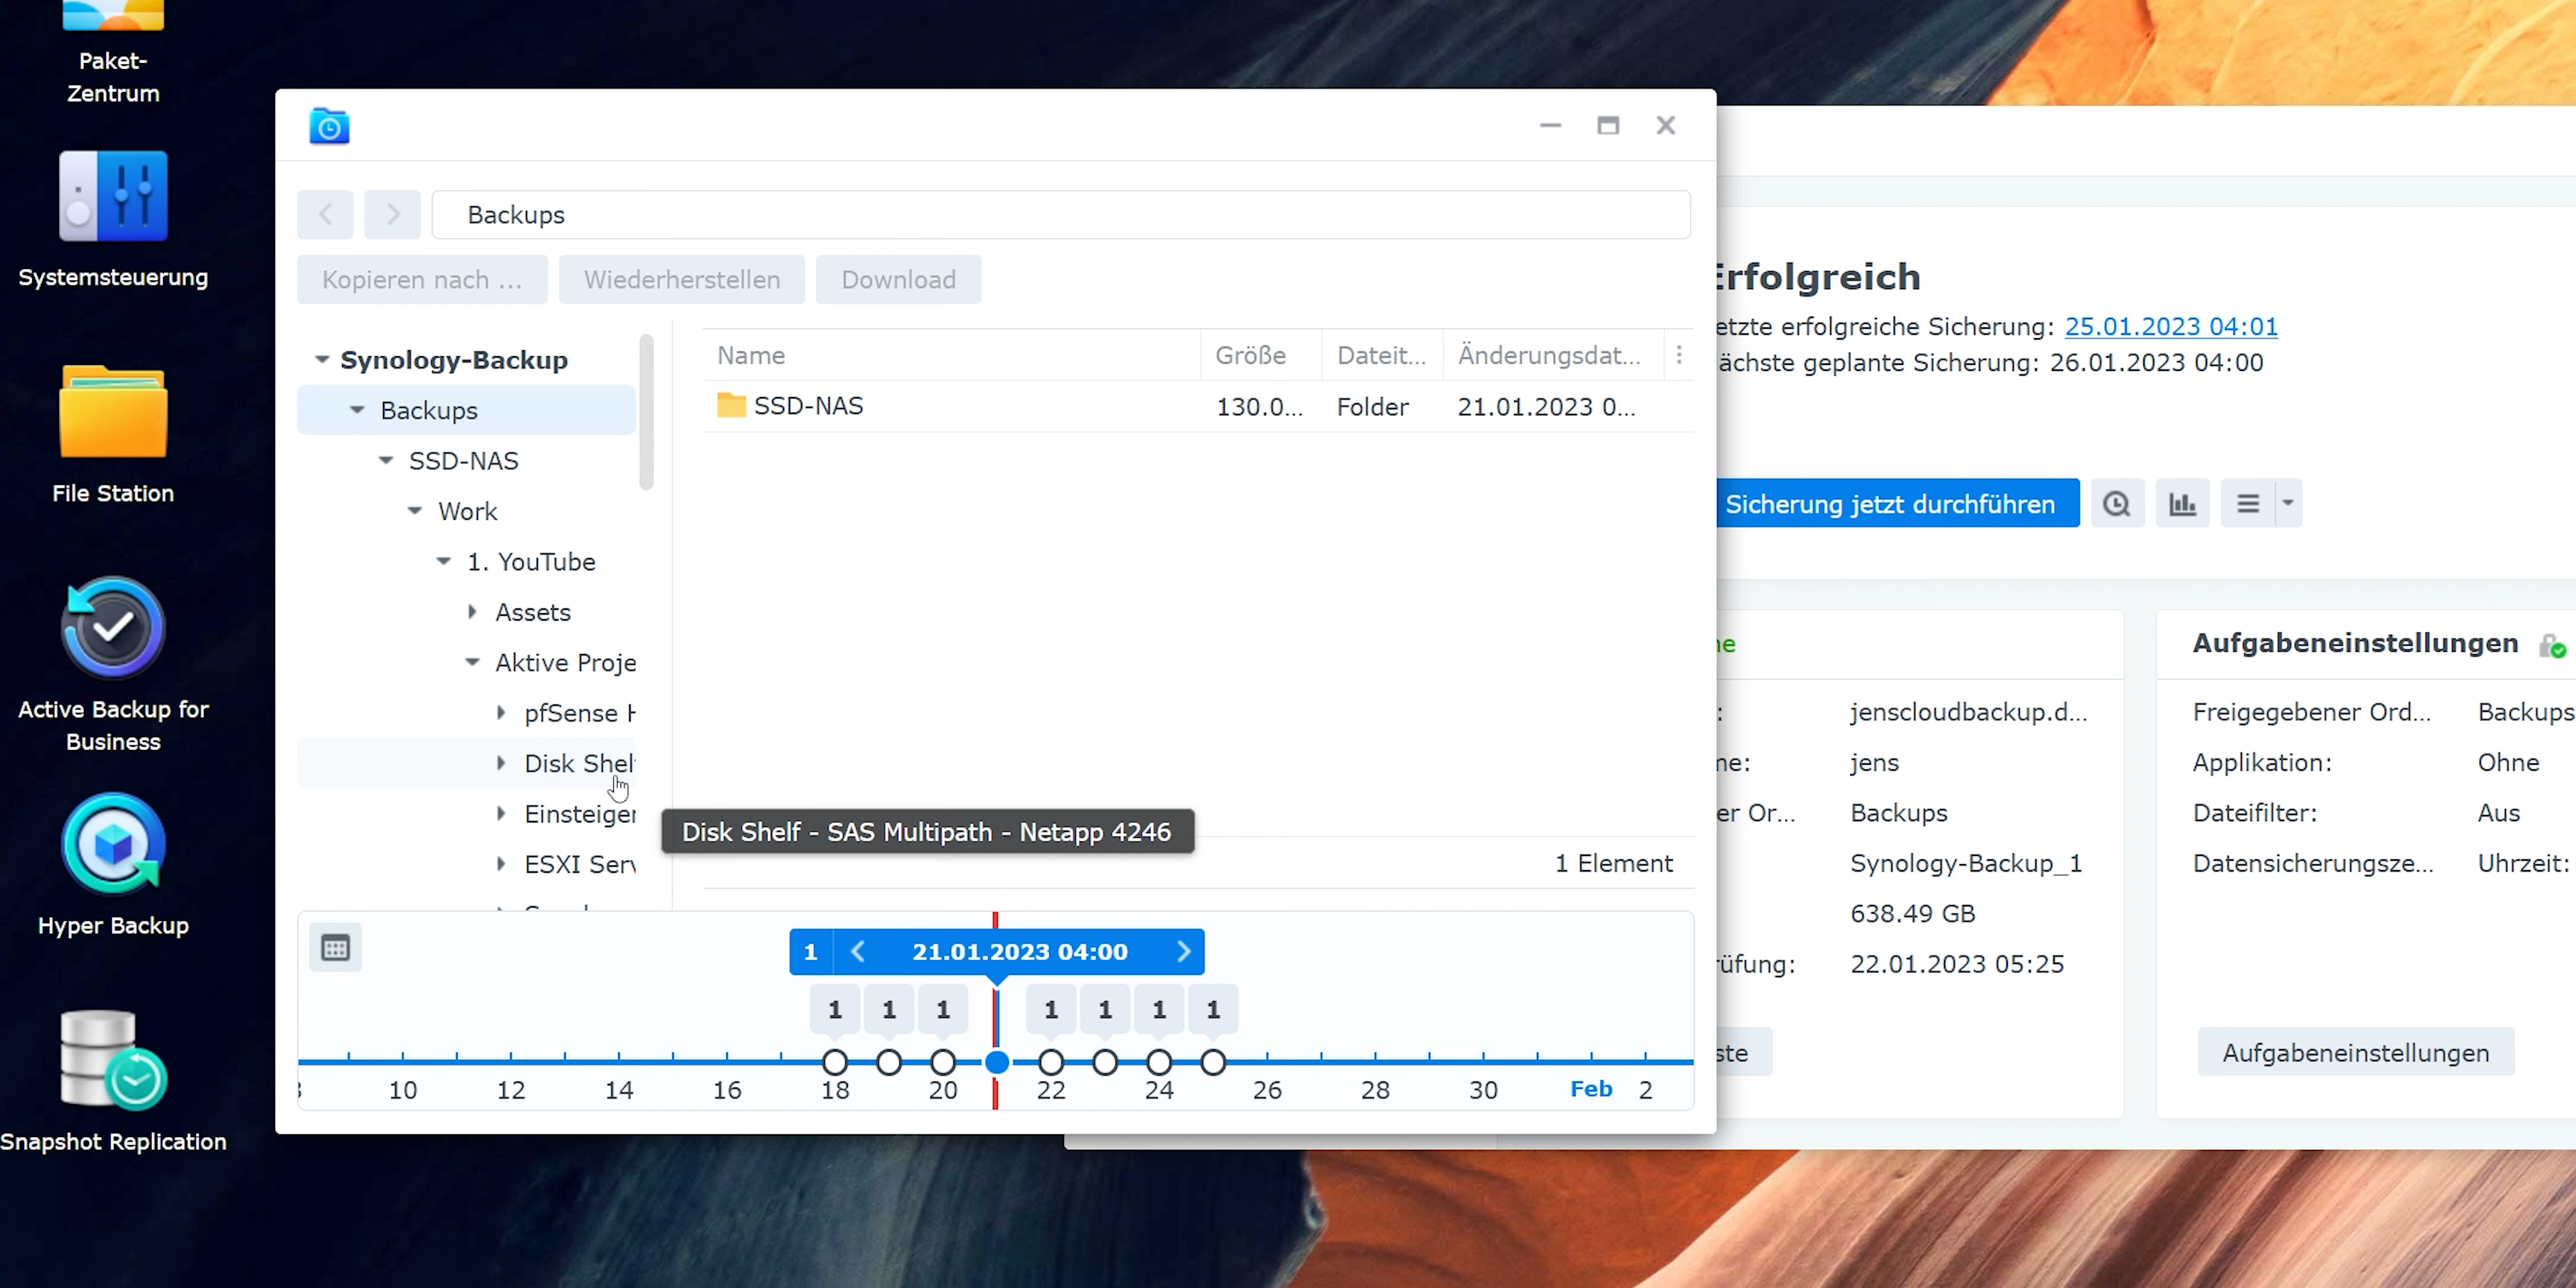 Paket-
Zentrum
Systemsteuerung
File Station
Active Backup for
Business
Hyper Backup
Snapshot Replication
Backups
Kopieren nach ...
Wiederherstellen
Download
Synology-Backup
Backups
SSD-NAS
Work
1. YouTube
Assets
Aktive Proje
pfSense H
Disk Shelf
Einsteiger
ESXI Serv
Name Größe Dateit... Änderungsdat...
SSD-NAS 130.0... Folder 21.01.2023 0...
Disk Shelf - SAS Multipath - Netapp 4246
1 Element
1 21.01.2023 04:00
1 1 1 1 1 1 1
10 12 14 16 18 20 22 24 26 28 30 Feb 2
Erfolgreich
etzte erfolgreiche Sicherung: 25.01.2023 04:01
ächste geplante Sicherung: 26.01.2023 04:00
Sicherung jetzt durchführen
ne
: jenscloudbackup.d...
ne: jens
er Or... Backups
Synology-Backup_1
638.49 GB
rüfung: 22.01.2023 05:25
ste
Aufgabeneinstellungen
Freigegebener Ord... Backups
Applikation: Ohne
Dateifilter: Aus
Datensicherungsze... Uhrzeit:
Aufgabeneinstellungen